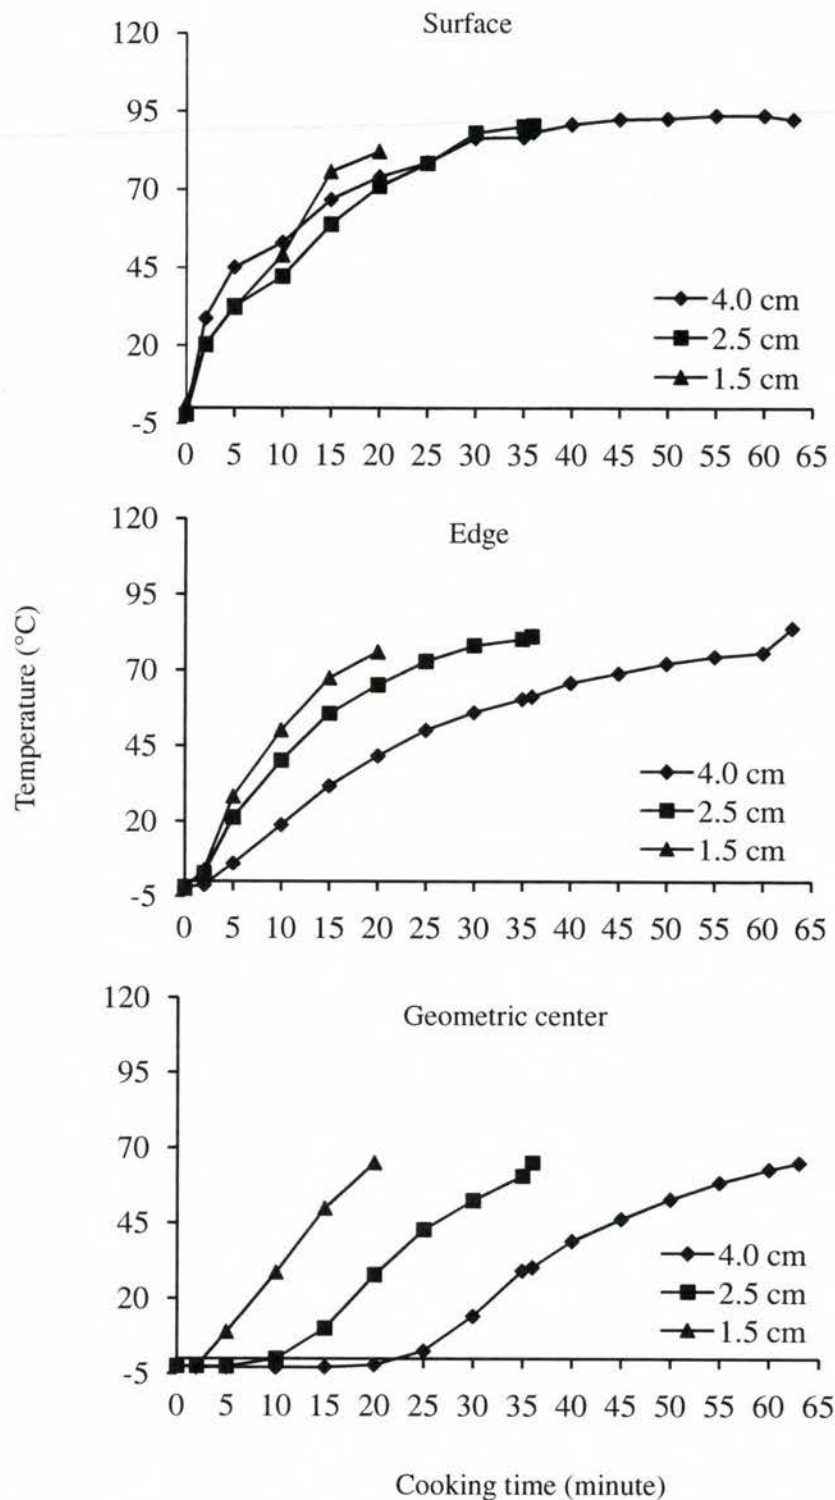 Surface
120
95
70
45
20
-5
4.0 cm
2.5 cm
1.5 cm
0 5 10 15 20 25 30 35 40 45 50 55 60 65
Edge
120
95
70
45
20
-5
4.0 cm
2.5 cm
1.5 cm
0 5 10 15 20 25 30 35 40 45 50 55 60 65
Temperature (°C)
Geometric center
120
95
70
45
20
-5
4.0 cm
2.5 cm
1.5 cm
0 5 10 15 20 25 30 35 40 45 50 55 60 65
Cooking time (minute)